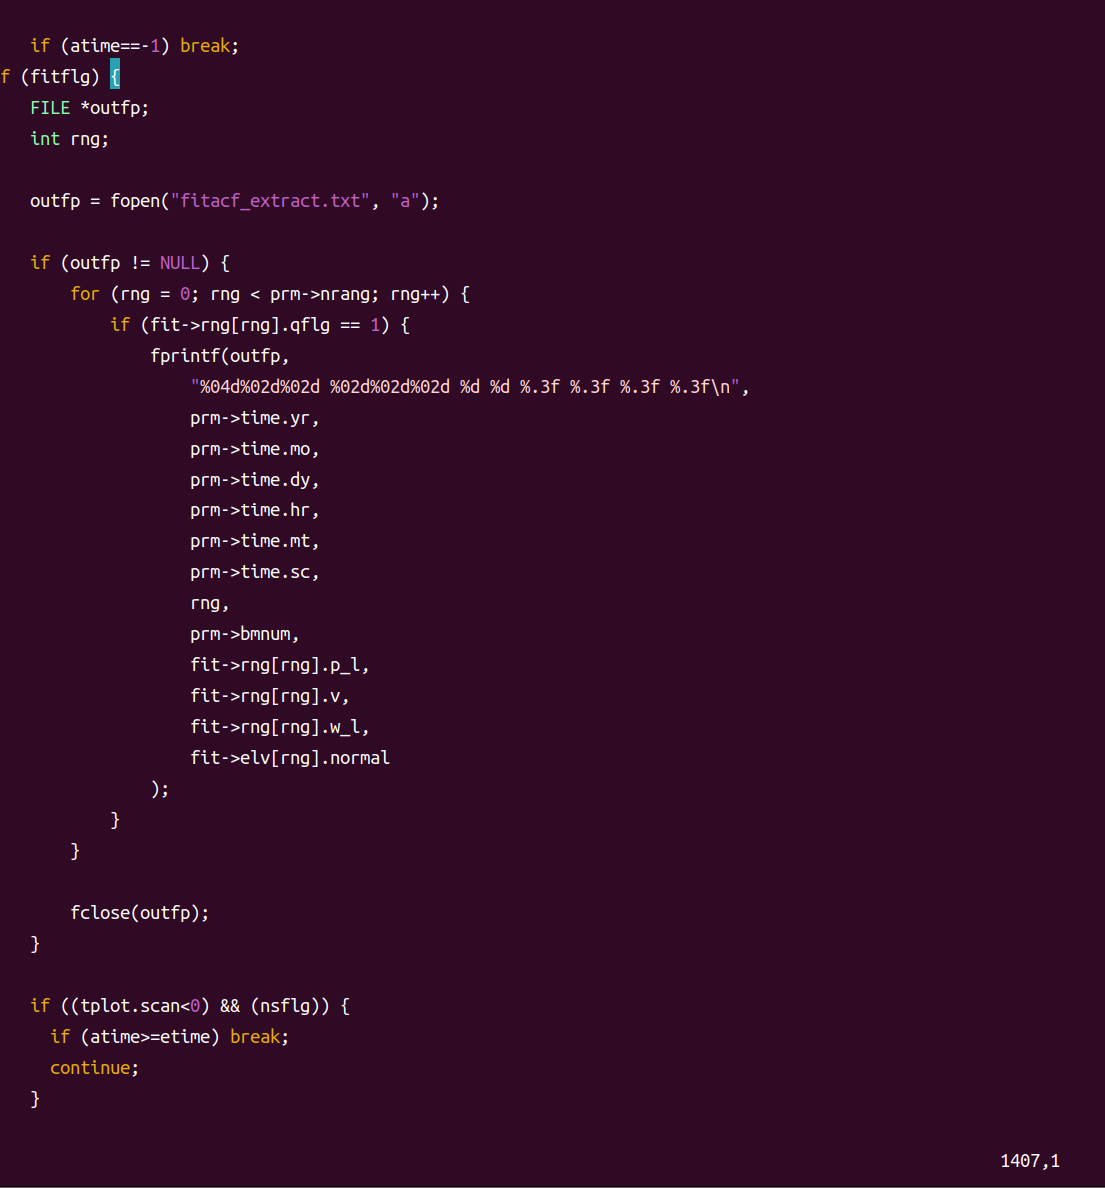 if (atime==-1) break;
f (fitflg) {
FILE *outfp;
int rng;
outfp = fopen("fitacf_extract.txt", "a");
if (outfp != NULL) {
for (rng = 0; rng < prm->nrang; rng++) {
if (fit->rng[rng].qflg == 1) {
fprintf(outfp,
"%04d%02d%02d %02d%02d%02d %d %d %.3f %.3f %.3f %.3f\n",
prm->time.yr,
prm->time.mo,
prm->time.dy,
prm->time.hr,
prm->time.mt,
prm->time.sc,
rng,
prm->bmnum,
fit->rng[rng].p_l,
fit->rng[rng].v,
fit->rng[rng].w_l,
fit->elv[rng].normal
);
}
}
fclose(outfp);
}
if ((tplot.scan<0) && (nsflg)) {
if (atime>=etime) break;
continue;
}
1407,1